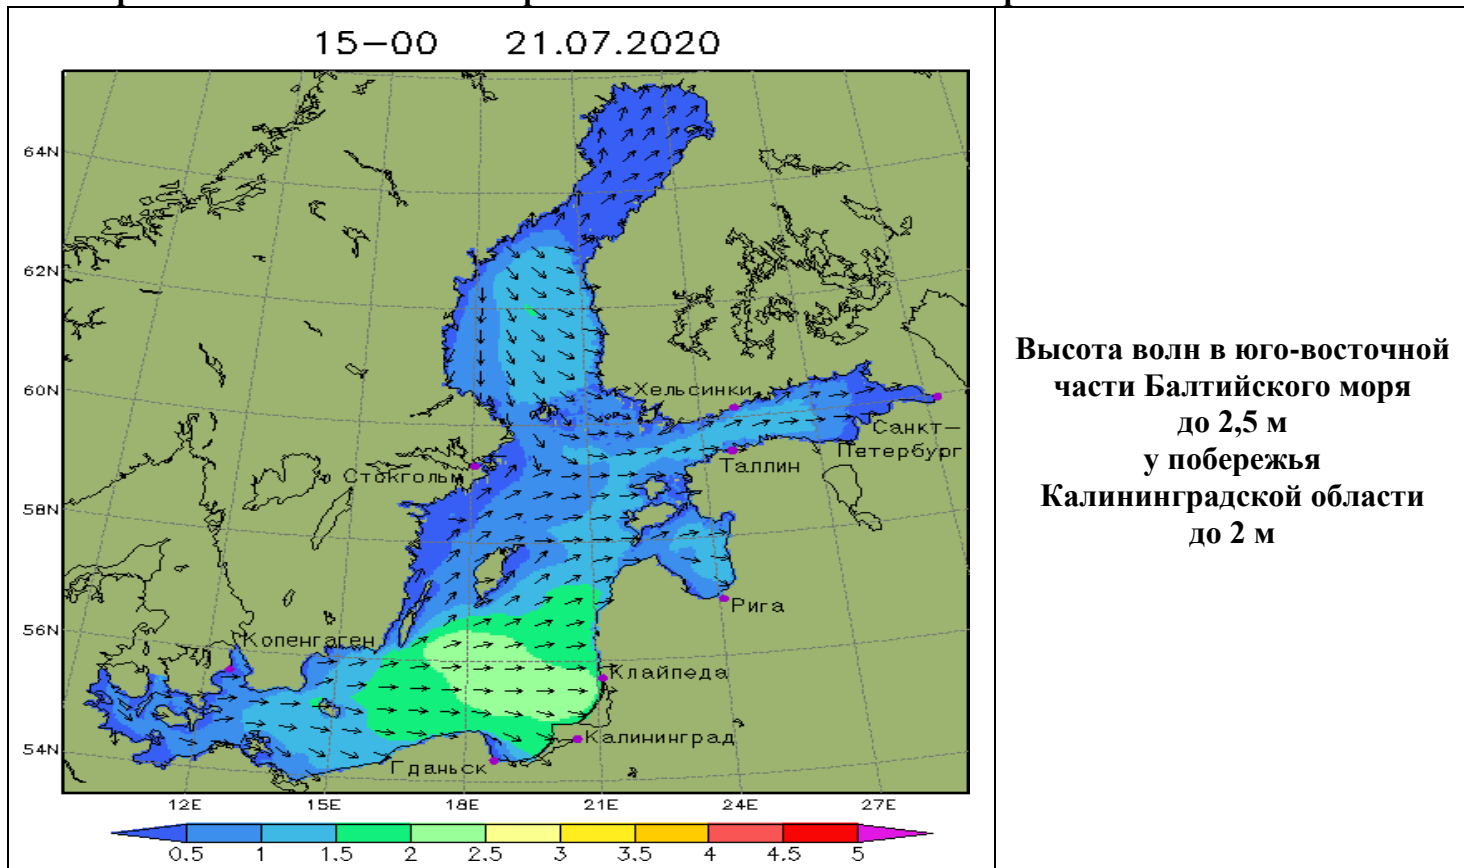 15-00 21.07.2020
64N
62N
60N
58N
56N
54N
Хельсинки
Санкт-
Петербург
Таллин
Стокгольм
Рига
Копенгаген
Клайпеда
Калининград
Гданьск
12E 15E 18E 21E 24E 27E
0.5 1 1.5 2 2.5 3 3.5 4 4.5 5
Высота волн в юго-восточной
части Балтийского моря
до 2,5 м
у побережья
Калининградской области
до 2 м